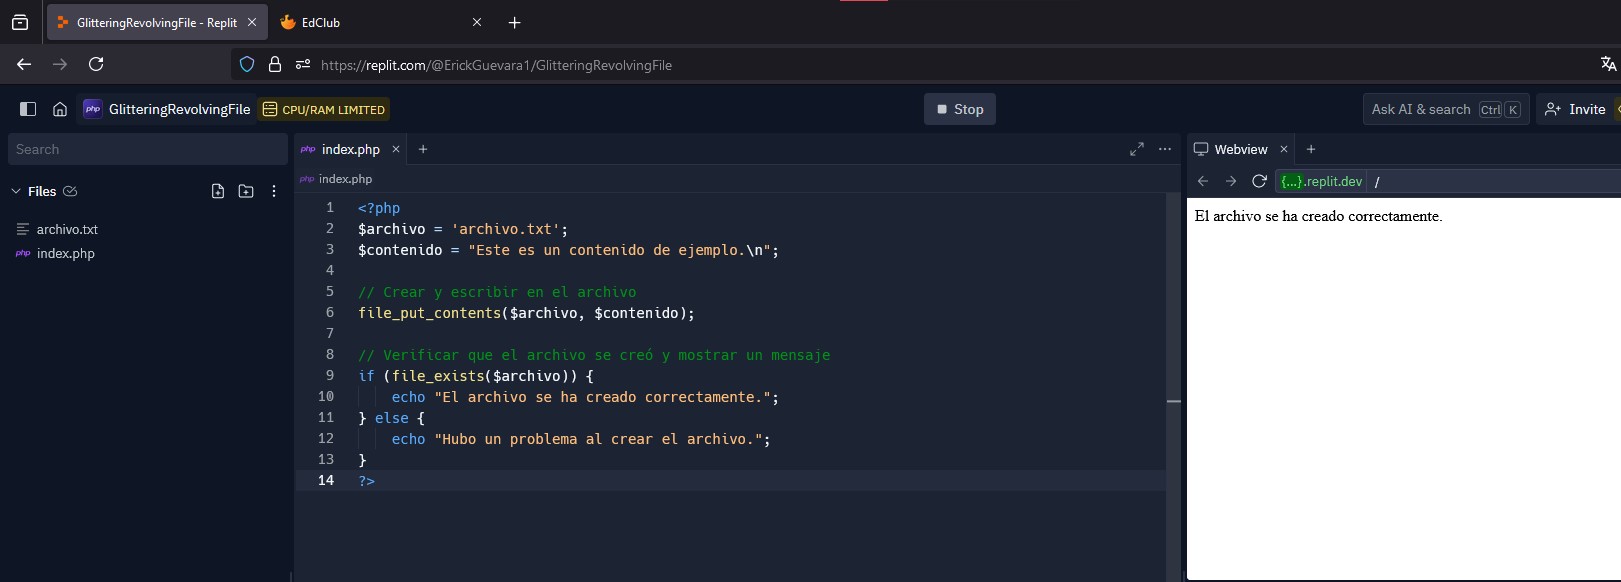 GlitteringRevolvingFile - Replit
EdClub
https://replit.com/@ErickGuevara1/GlitteringRevolvingFile
php GlitteringRevolvingFile CPU/RAM LIMITED
Stop
Ask AI & search Ctrl K
Invite
Search
Files
archivo.txt
php index.php
php index.php
php index.php
1 <?php
2 $archivo = 'archivo.txt';
3 $contenido = "Este es un contenido de ejemplo.\n";
4
5 // Crear y escribir en el archivo
6 file_put_contents($archivo, $contenido);
7
8 // Verificar que el archivo se creó y mostrar un mensaje
9 if (file_exists($archivo)) {
10 echo "El archivo se ha creado correctamente.";
11 } else {
12 echo "Hubo un problema al crear el archivo.";
13 }
14 ?>
Webview
{...}.replit.dev /
El archivo se ha creado correctamente.